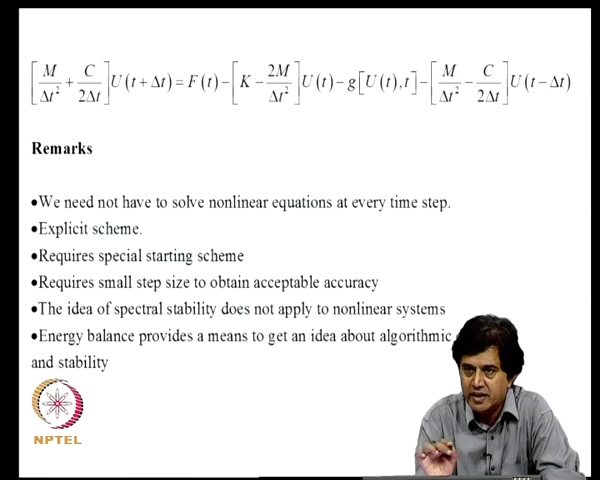 [M/Δt² + C/2Δt] U(t+Δt) = F(t) − [K − 2M/Δt²] U(t) − g[U(t),t] − [M/Δt² − C/2Δt] U(t−Δt)
Remarks
•We need not have to solve nonlinear equations at every time step.
•Explicit scheme.
•Requires special starting scheme
•Requires small step size to obtain acceptable accuracy
•The idea of spectral stability does not apply to nonlinear systems
•Energy balance provides a means to get an idea about algorithmic
and stability
NPTEL